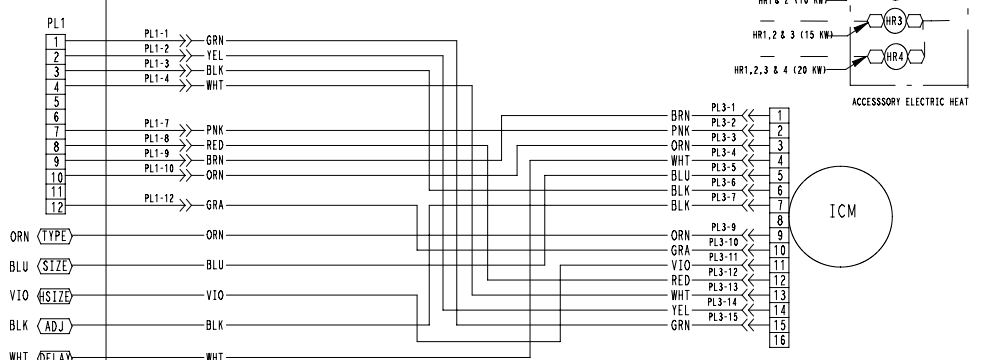 HR1 & 2 (10 KW)
HR3
HR1,2 & 3 (15 KW)
HR4
HR1,2,3 & 4 (20 KW)
ACCESSSORY ELECTRIC HEAT
PL1
1 PL1-1 GRN
2 PL1-2 YEL
3 PL1-3 BLK
4 PL1-4 WHT
5
6
7 PL1-7 PNK
8 PL1-8 RED
9 PL1-9 BRN
10 PL1-10 ORN
11
12 PL1-12 GRA
ORN TYPE ORN
BLU SIZE BLU
VIO HSIZE VIO
BLK ADJ BLK
WHT DELAY WHT
BRN PL3-1 1
PNK PL3-2 2
ORN PL3-3 3
WHT PL3-4 4
BLU PL3-5 5
BLK PL3-6 6
BLK PL3-7 7
8
ORN PL3-9 9
GRA PL3-10 10
VIO PL3-11 11
RED PL3-12 12
WHT PL3-13 13
YEL PL3-14 14
GRN PL3-15 15
16
ICM